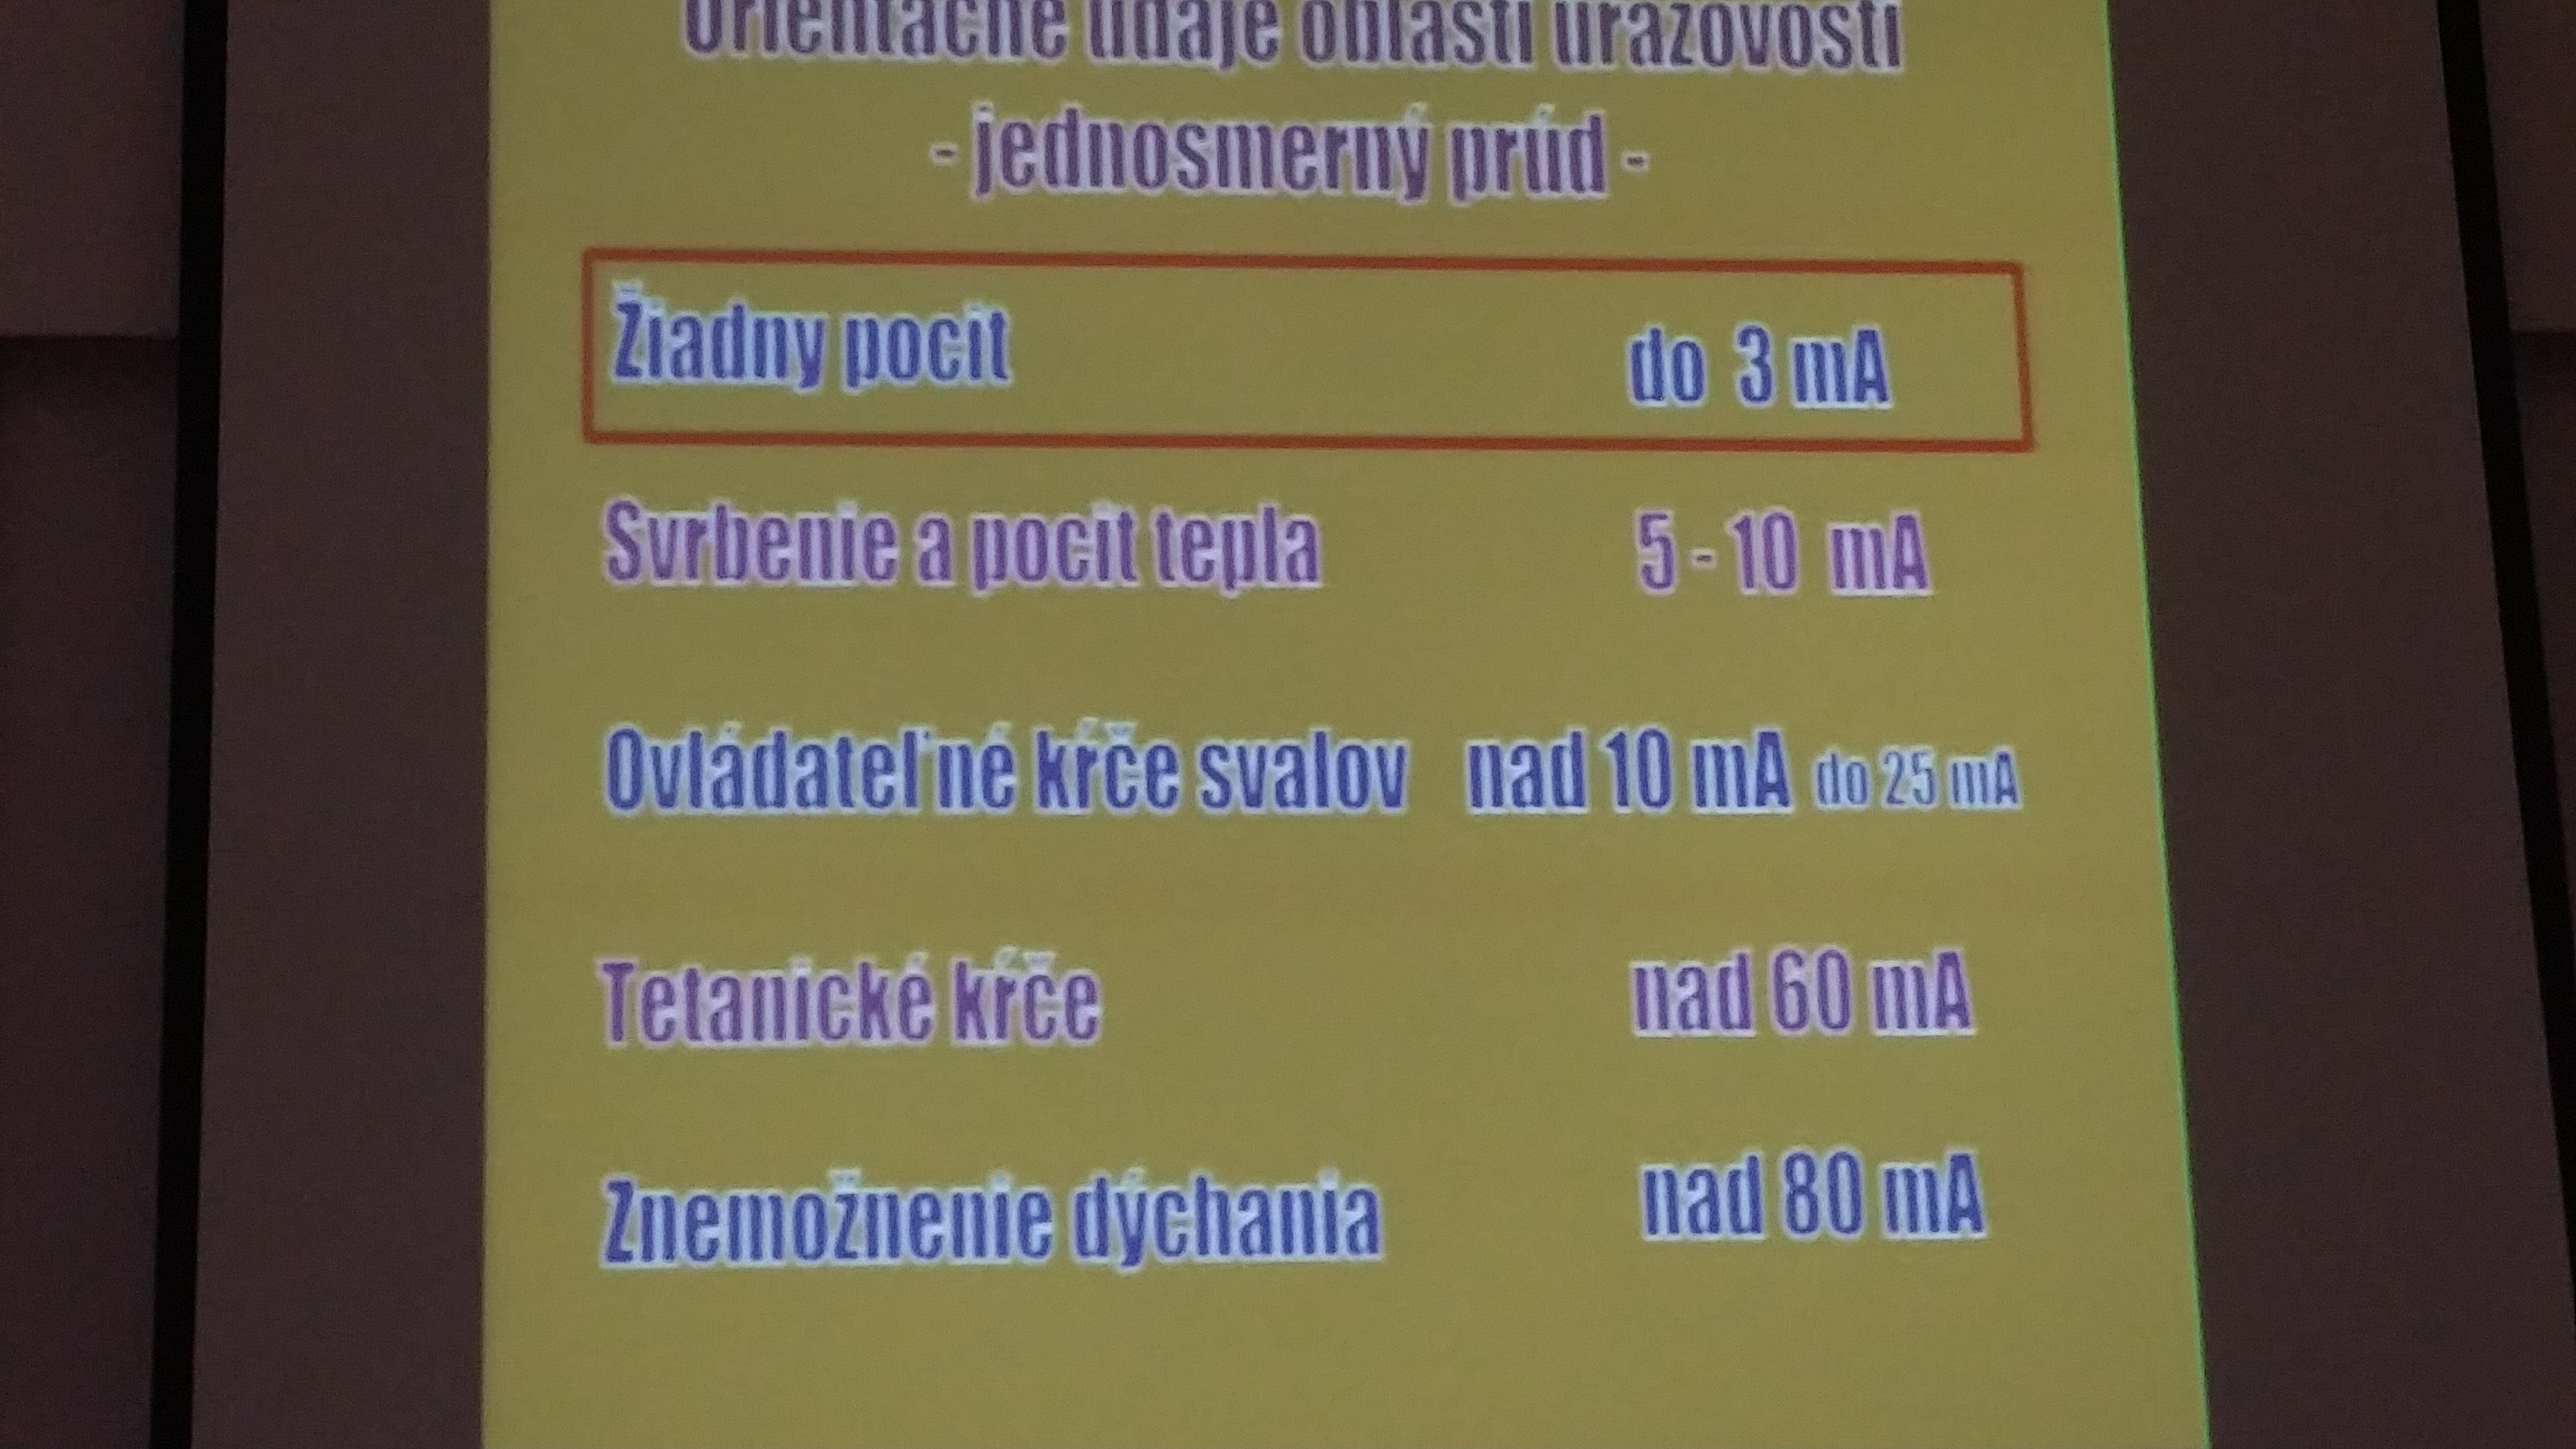 Orientačné údaje oblasti úrazovosti
- jednosmerný prúd -
Žiadny pocit do 3 mA
Svrbenie a pocit tepla 5 - 10 mA
Ovládateľné kŕče svalov nad 10 mA do 25 mA
Tetanické kŕče nad 60 mA
Znemožnenie dýchania nad 80 mA